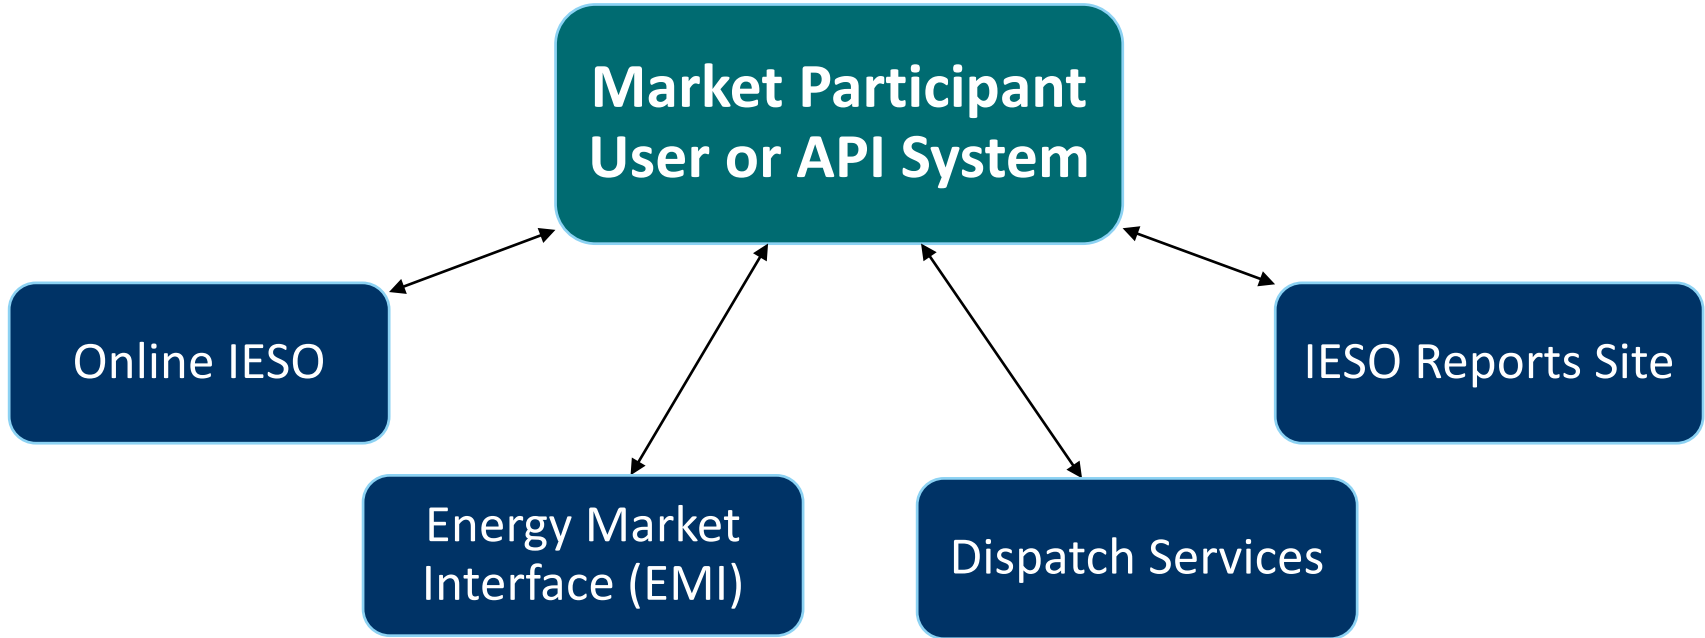 Market Participant
User or API System
Online IESO
IESO Reports Site
Energy Market
Interface (EMI)
Dispatch Services